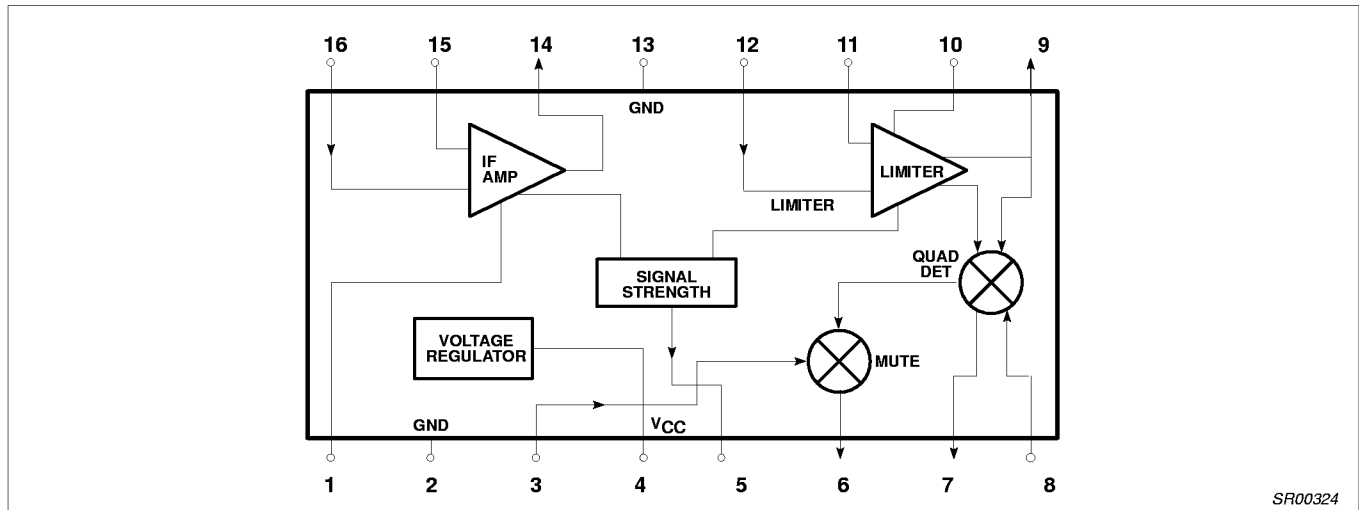 16 15 14 13 12 11 10 9
GND
IF
AMP
LIMITER
LIMITER
QUAD
DET
SIGNAL
STRENGTH
VOLTAGE
REGULATOR
MUTE
GND
VCC
1 2 3 4 5 6 7 8
SR00324